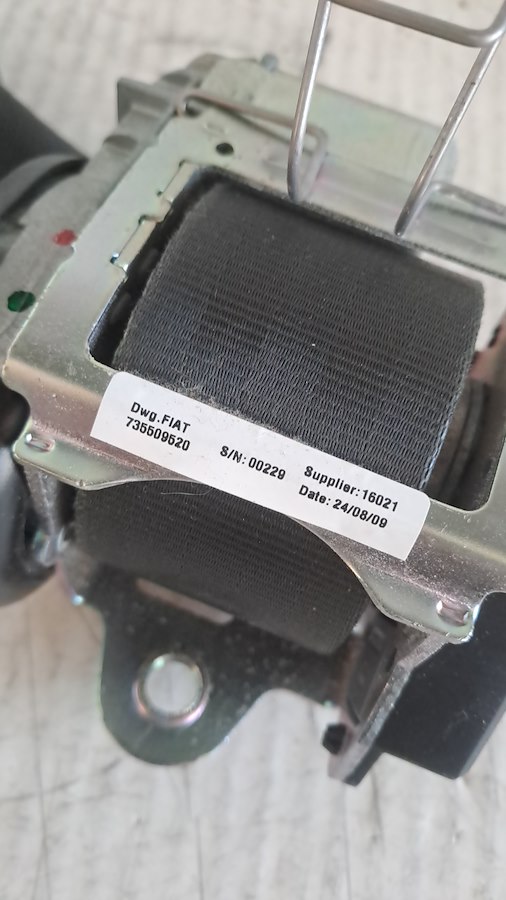 Dwg.FIAT
735509520
S/N:00229
Supplier:16021
Date:24/08/09